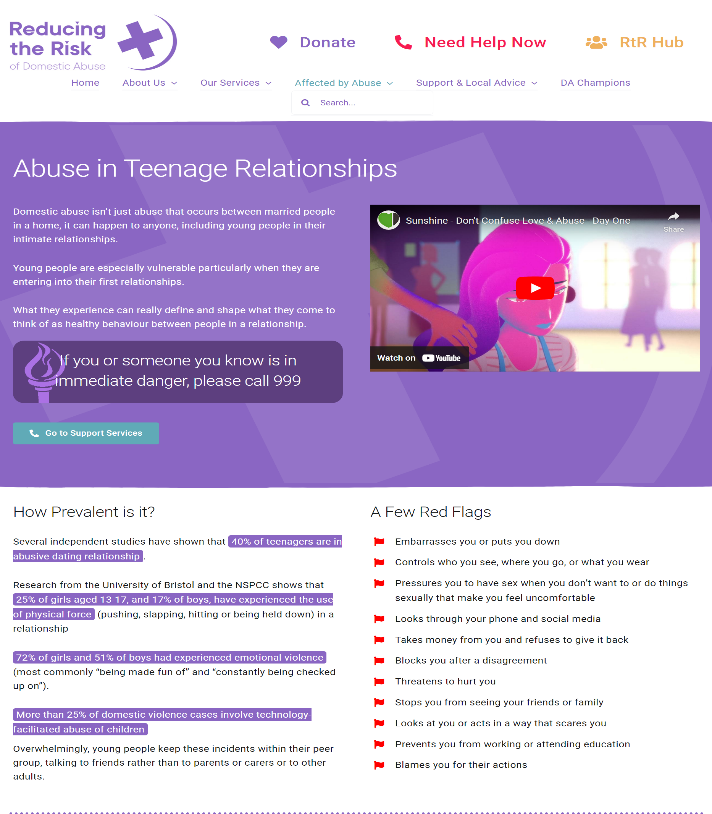 Reducing
the Risk
of Domestic Abuse
Donate
Need Help Now
RtR Hub
Home
About Us
Our Services
Affected by Abuse
Support & Local Advice
DA Champions
Search...
Abuse in Teenage Relationships
Domestic abuse isn't just abuse that occurs between married people
in a home, it can happen to anyone, including young people in their
intimate relationships.
Young people are especially vulnerable particularly when they are
entering into their first relationships.
What they experience can really define and shape what they come to
think of as healthy behaviour between people in a relationship.
If you or someone you know is in
immediate danger, please call 999
Go to Support Services
Sunshine - Don't Confuse Love & Abuse - Day One
Share
Watch on YouTube
How Prevalent is it?
Several independent studies have shown that 40% of teenagers are in
abusive dating relationship .
Research from the University of Bristol and the NSPCC shows that
25% of girls aged 13-17, and 17% of boys, have experienced the use
of physical force (pushing, slapping, hitting or being held down) in a
relationship
72% of girls and 51% of boys had experienced emotional violence
(most commonly “being made fun of” and “constantly being checked
up on”).
More than 25% of domestic violence cases involve technology-
facilitated abuse of children
Overwhelmingly, young people keep these incidents within their peer
group, talking to friends rather than to parents or carers or to other
adults.
A Few Red Flags
Embarrasses you or puts you down
Controls who you see, where you go, or what you wear
Pressures you to have sex when you don't want to or do things
sexually that make you feel uncomfortable
Looks through your phone and social media
Takes money from you and refuses to give it back
Blocks you after a disagreement
Threatens to hurt you
Stops you from seeing your friends or family
Looks at you or acts in a way that scares you
Prevents you from working or attending education
Blames you for their actions